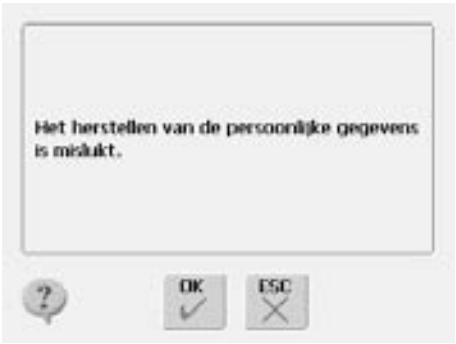 Het herstellen van de persoonlijke gegevens
is mislukt.
?
OK
ESC